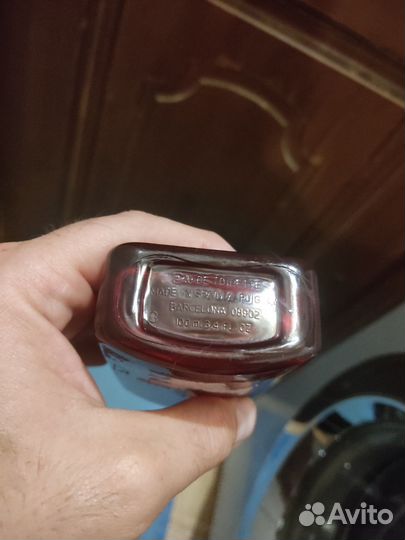 EAU DE TOILETTE
MADE IN SPAIN PUIG
BARCELONA 08902
100 ml 3.4 FL. OZ
Avito